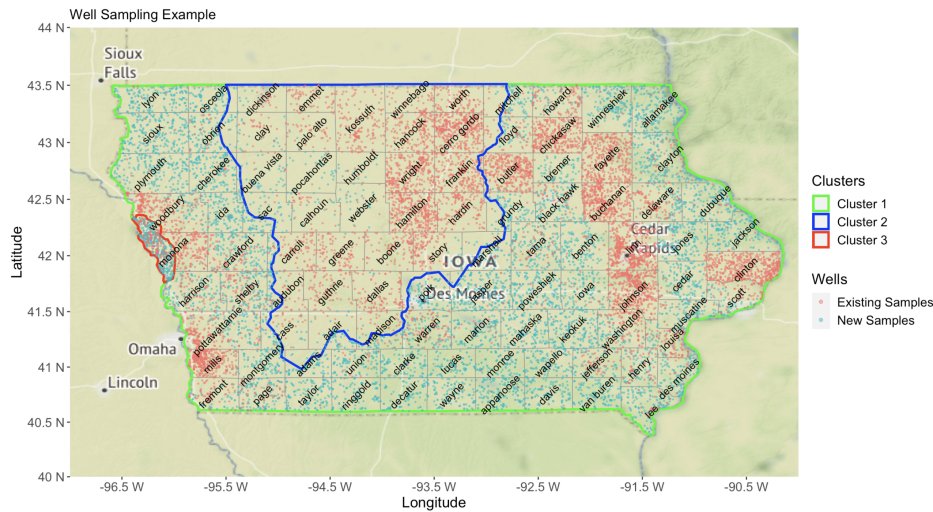 Well Sampling Example
44 N
43.5 N
43 N
42.5 N
42 N
41.5 N
41 N
40.5 N
40 N
Latitude
Sioux
Falls
Omaha
Lincoln
IOWA
Des Moines
Cedar
Rapids
lyon
osceola
dickinson
emmet
kossuth
winnebago
worth
mitchell
howard
winneshiek
allamakee
sioux
obrien
clay
palo alto
hancock
cerro gordo
floyd
chickasaw
fayette
clayton
plymouth
cherokee
buena vista
pocahontas
humboldt
wright
franklin
butler
bremer
black hawk
buchanan
delaware
dubuque
woodbury
ida
sac
calhoun
webster
hamilton
hardin
grundy
monona
crawford
carroll
greene
boone
story
marshall
tama
benton
linn
jones
jackson
harrison
shelby
audubon
guthrie
dallas
polk
jasper
poweshiek
iowa
johnson
cedar
clinton
scott
pottawattamie
cass
adair
madison
warren
marion
mahaska
keokuk
washington
louisa
muscatine
mills
montgomery
adams
union
clarke
lucas
monroe
wapello
jefferson
henry
des moines
fremont
page
taylor
ringgold
decatur
wayne
appanoose
davis
van buren
lee
-96.5 W
-95.5 W
-94.5 W
-93.5 W
-92.5 W
-91.5 W
-90.5 W
Longitude
Clusters
Cluster 1
Cluster 2
Cluster 3
Wells
Existing Samples
New Samples